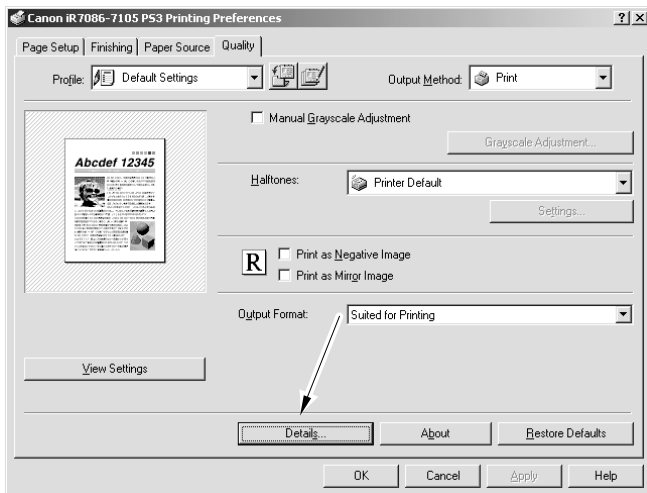 Canon iR7086-7105 PS3 Printing Preferences
Page Setup Finishing Paper Source Quality
Profile: Default Settings Output Method: Print
Manual Grayscale Adjustment
Grayscale Adjustment...
Abcdef 12345
Halftones: Printer Default
Settings...
R Print as Negative Image
Print as Mirror Image
Output Format: Suited for Printing
View Settings
Details... About Restore Defaults
OK Cancel Apply Help